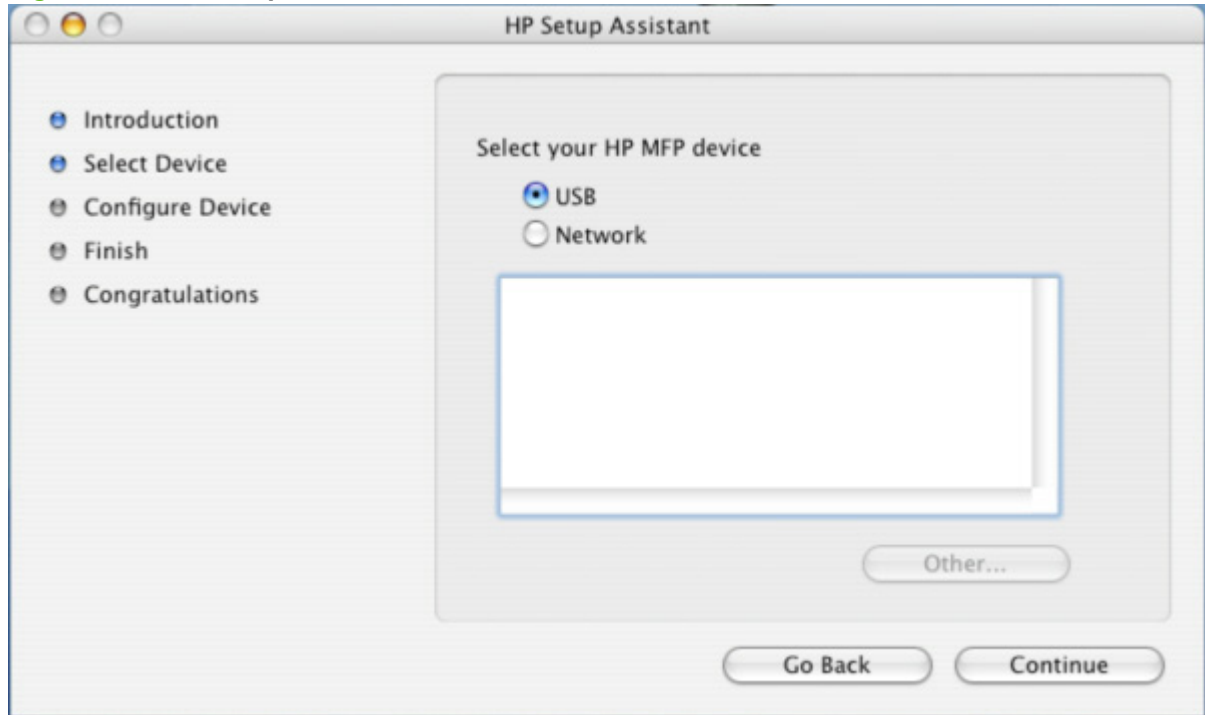 HP Setup Assistant
Introduction
Select Device
Configure Device
Finish
Congratulations
Select your HP MFP device
USB
Network
Other...
Go Back
Continue